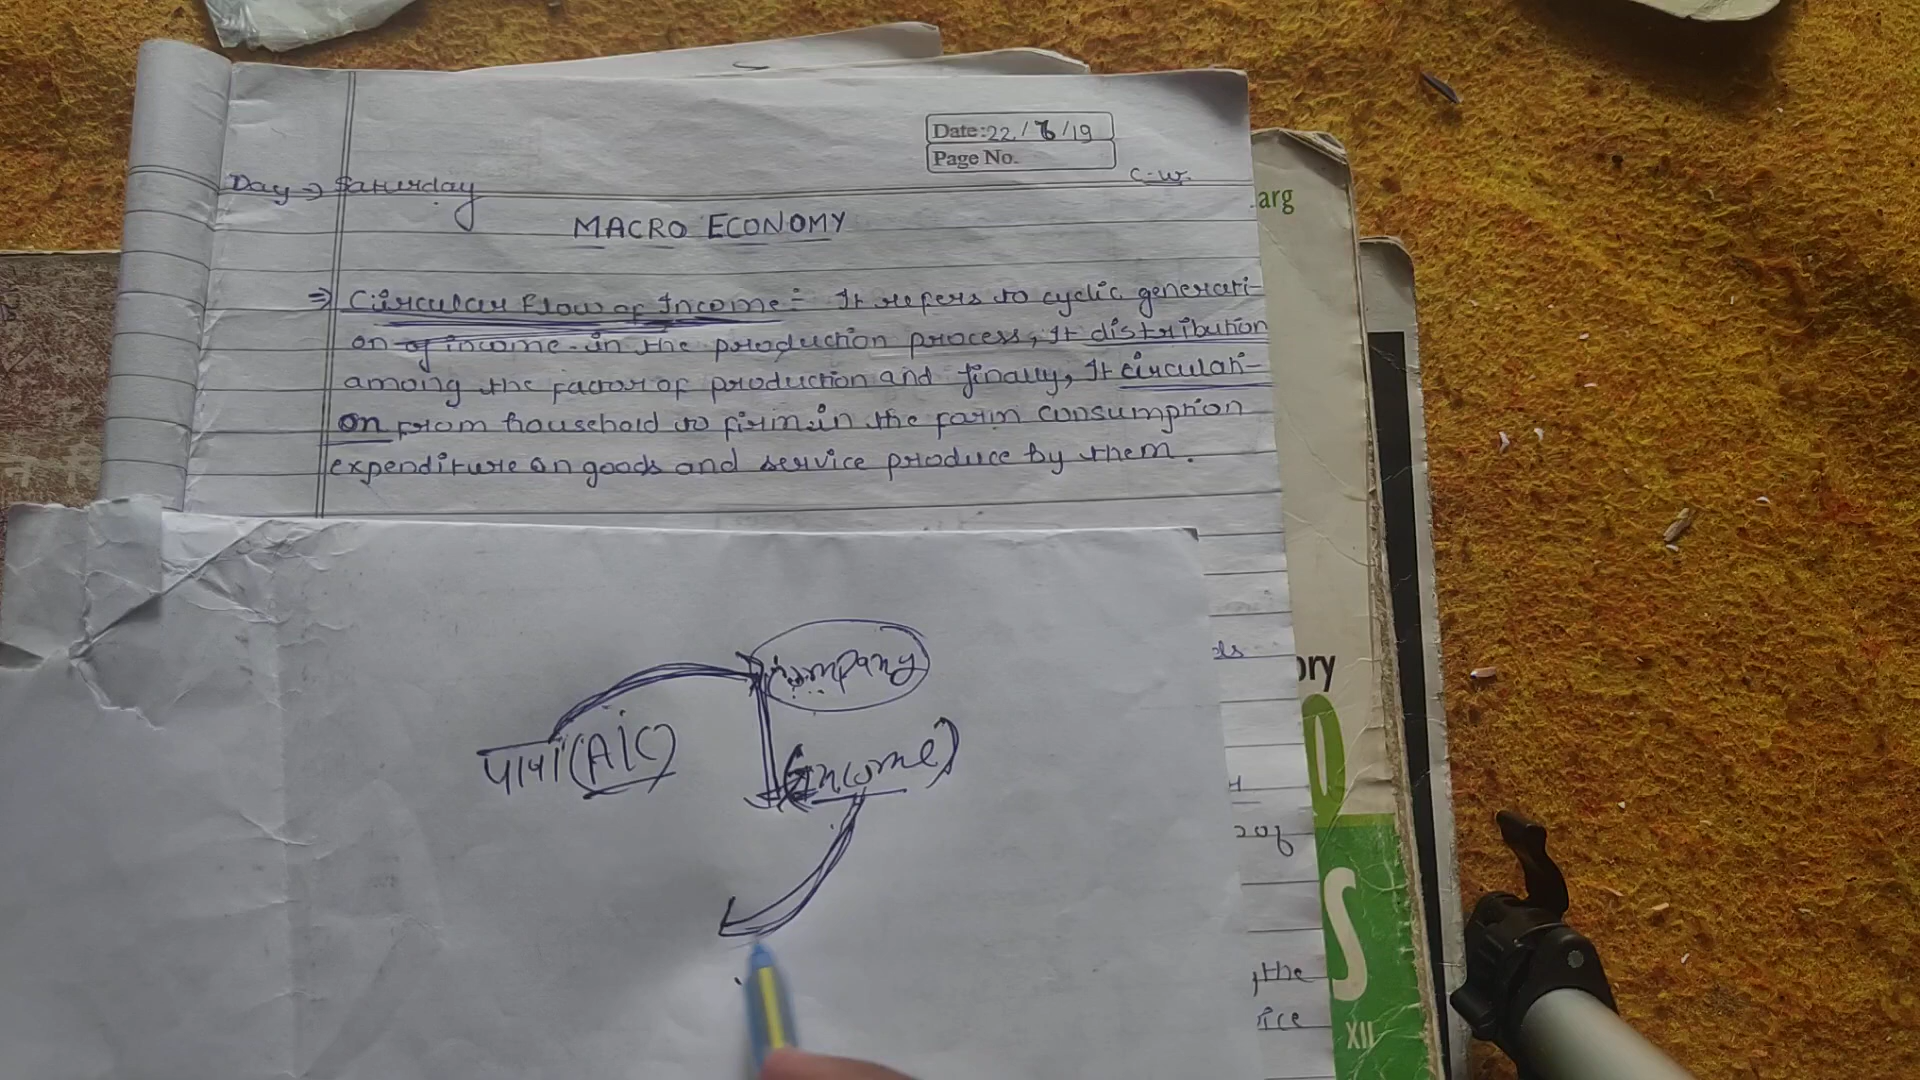 Date: 22/6/19
Page No.
C.W.
Day → Saturday
MACRO ECONOMY
⇒ Circular Flow of Income:- It refers to cyclic generati-
on of income in the production process, It distribution
among the factor of production and finally, It circulati-
on from household to firm in the form consumption
expenditure on goods and service produce by them.
company
पापा (A/C)
(Income)
arg
ory
S
XII
,the
ice